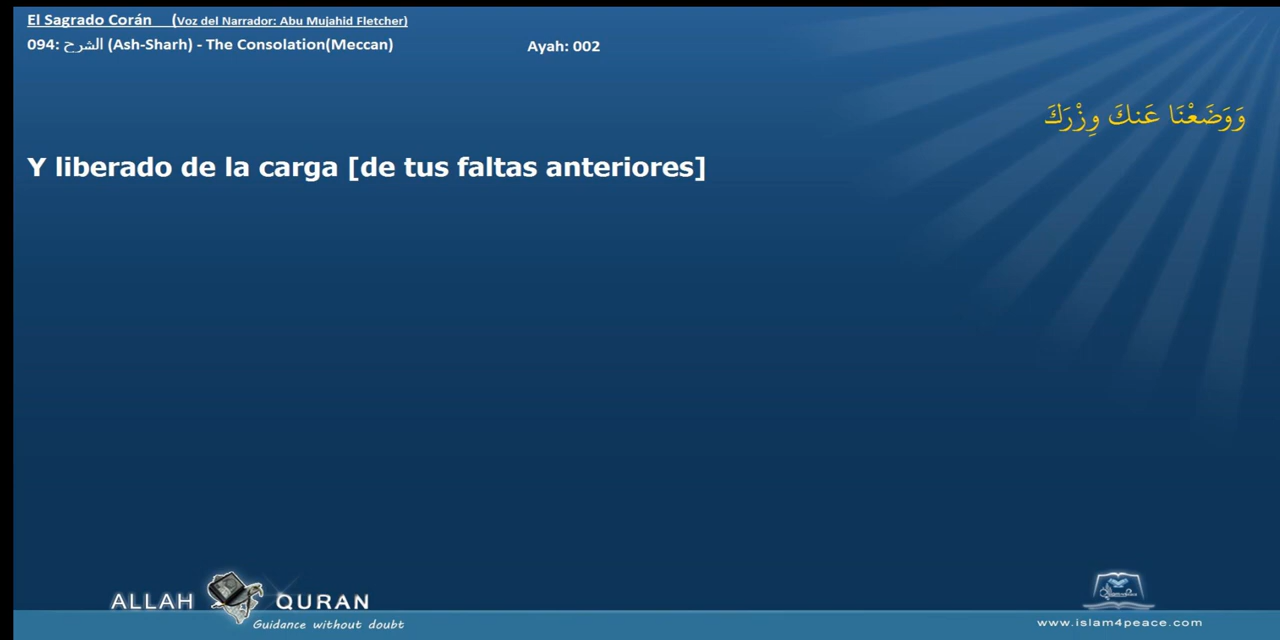 El Sagrado Corán (Voz del Narrador: Abu Mujahid Fletcher)
094: الشرح (Ash-Sharh) - The Consolation(Meccan) Ayah: 002
وَوَضَعْنَا عَنكَ وِزْرَكَ
Y liberado de la carga [de tus faltas anteriores]
ALLAH QURAN
Guidance without doubt
www.islam4peace.com